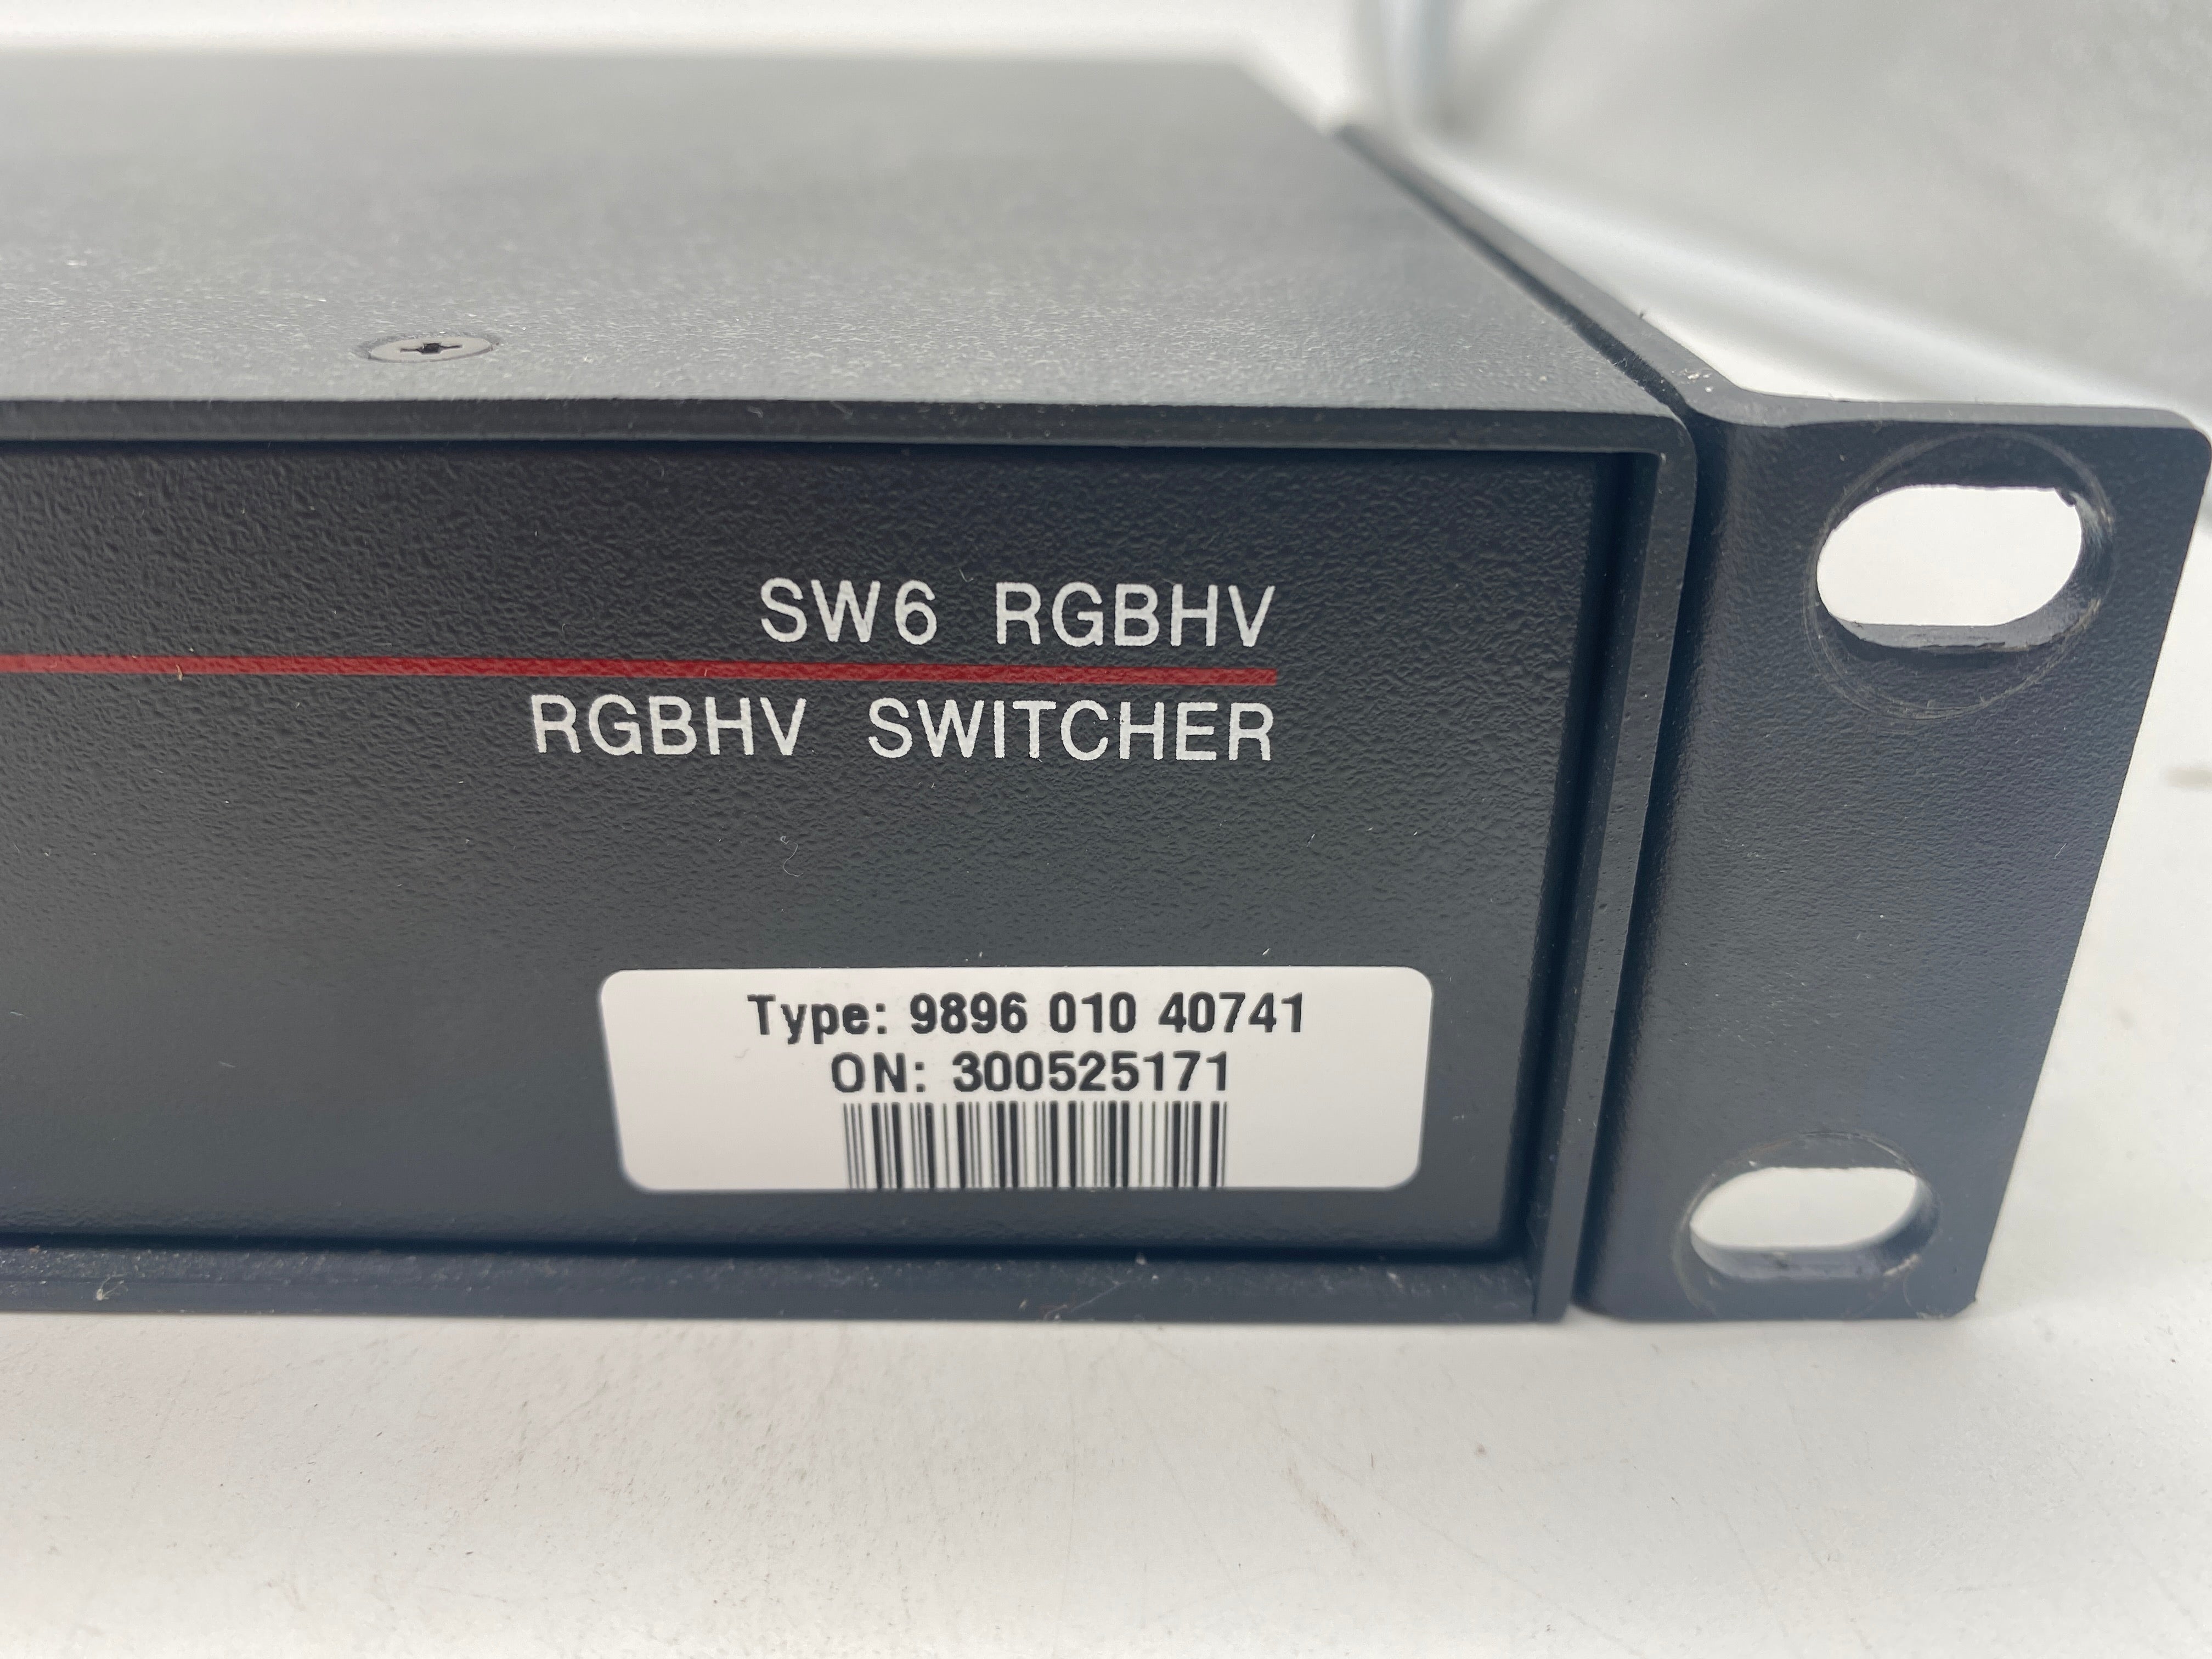 SW6 RGBHV
RGBHV SWITCHER
Type: 9896 010 40741
ON: 300525171